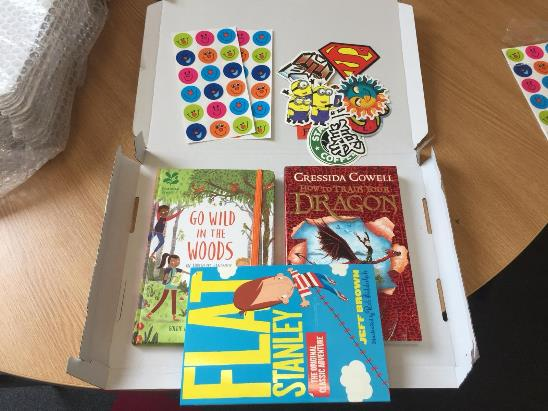 GO WILD
IN THE
WOODS
CRESSIDA COWELL
HOW TO TRAIN YOUR
DRAGON
FLAT
STANLEY
THE ORIGINAL
CLASSIC ADVENTURE
JEFF BROWN
COFFEE